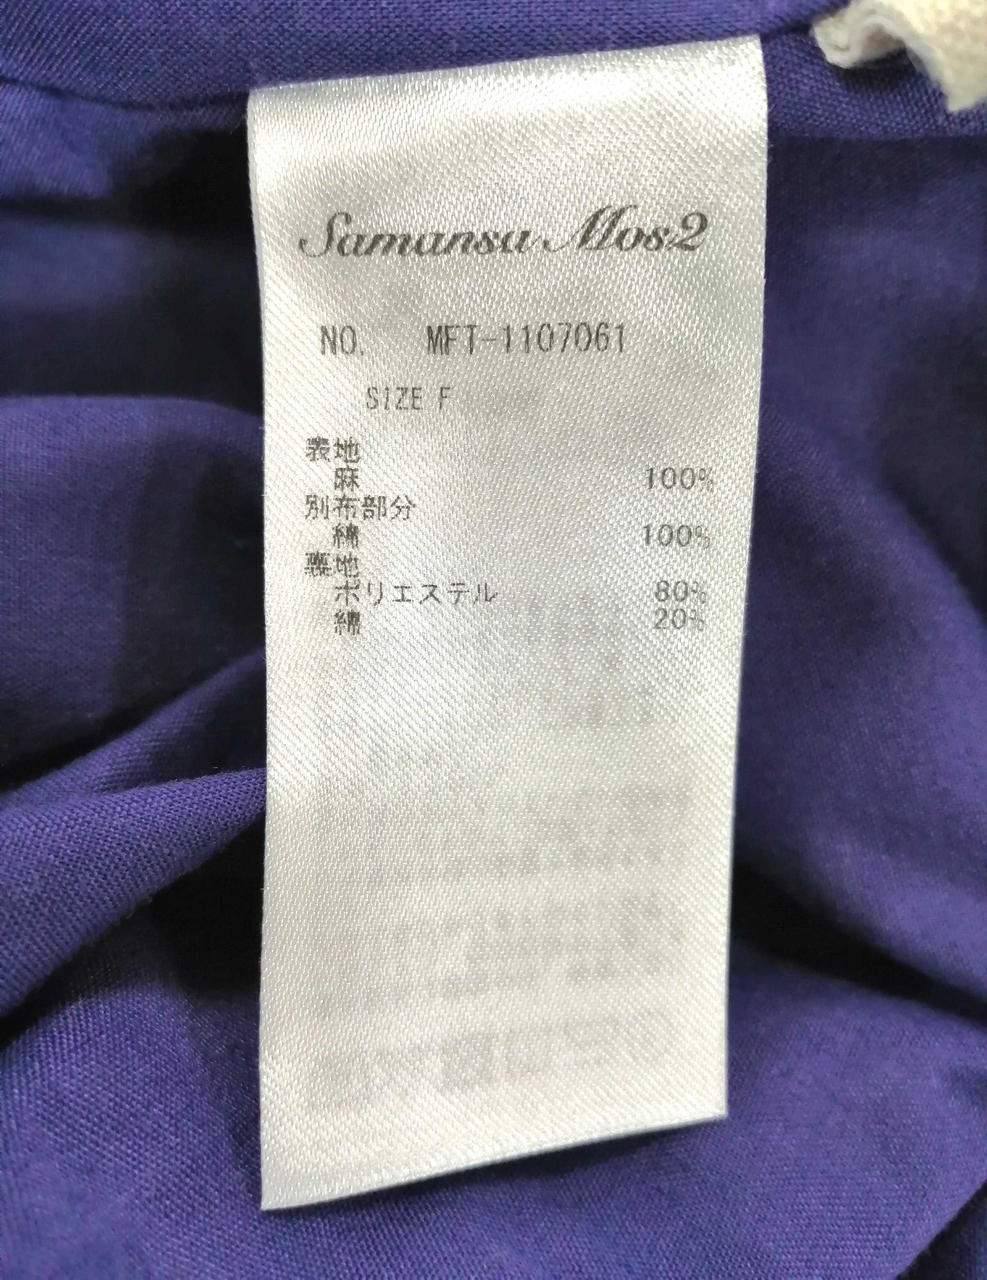 Samansa Mos2
NO. MFT-1107061
SIZE F
表地
麻 100%
別布部分
綿 100%
裏地
ポリエステル 80%
綿 20%